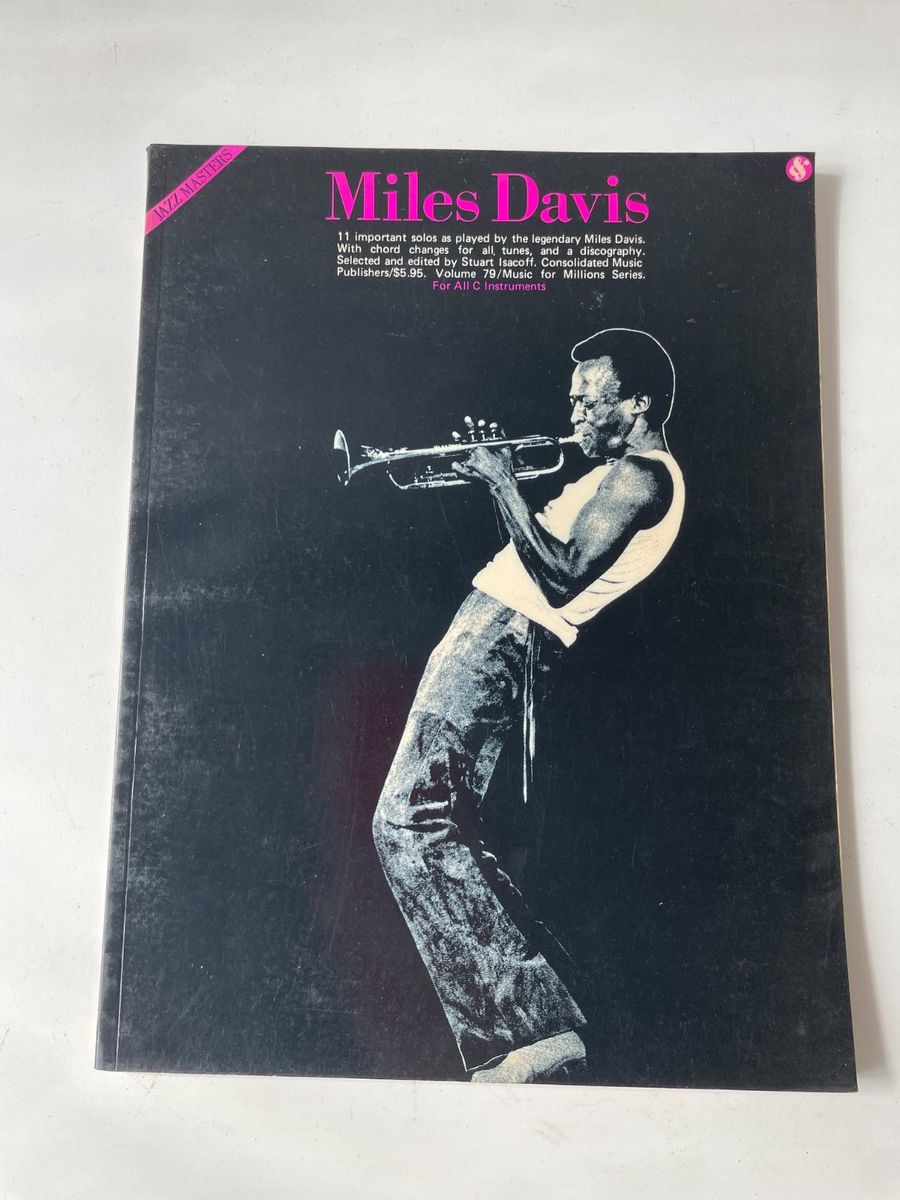 JAZZ MASTERS
Miles Davis
11 important solos as played by the legendary Miles Davis.
With chord changes for all tunes, and a discography.
Selected and edited by Stuart Isacoff. Consolidated Music
Publishers/$5.95. Volume 79/Music for Millions Series.
For All C Instruments